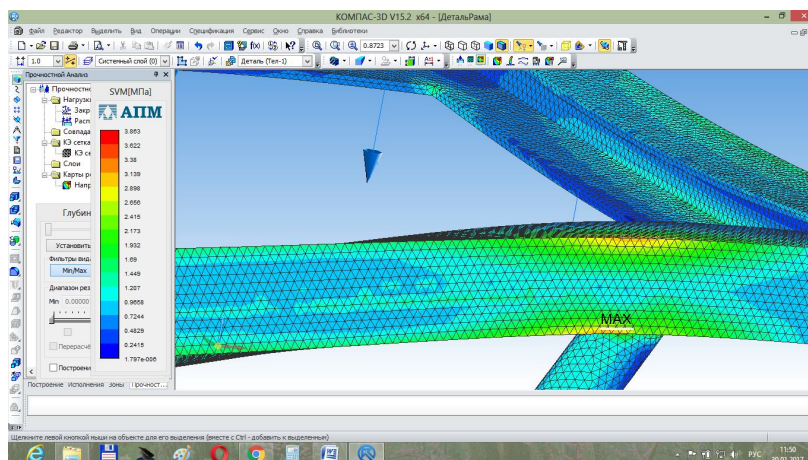 КОМПАС-3D V15.2 x64 - [ДетальРама]
Файл Редактор Выделить Вид Операции Спецификация Сервис Окно Справка Библиотеки
0.8723
1.0 Системный слой (0) Деталь (Тел-1)
Прочностной Анализ
Прочностно
Нагрузки
Закр
Расп
Совпада
КЭ сетка
КЭ се
Слои
Карты ре
Напр
SVM[МПа]
АПМ
3.863
3.622
3.38
3.139
2.898
2.656
2.415
2.173
1.932
1.69
1.449
1.207
0.9658
0.7244
0.4829
0.2415
1.797e-006
Глубин
Установить
Фильтры вид
Min/Max
Диапазон рез
Min 0.00000
Перерасчё
Построени
MAX
Построение Исполнения Зоны Прочност...
Щелкните левой кнопкой мыши на объекте для его выделения (вместе с Ctrl - добавить к выделенным)
РУС
11:50
20.01.2017